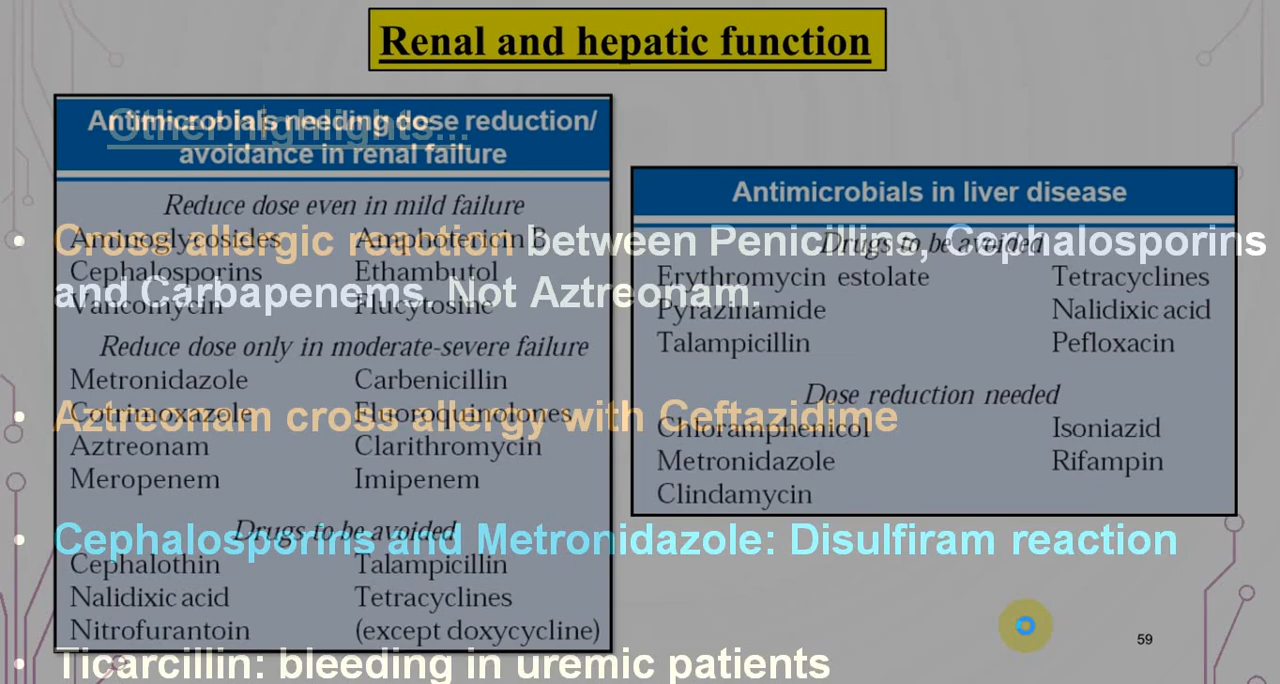 Renal and hepatic function
Other highlights...
Antimicrobials needing dose reduction/
avoidance in renal failure
Reduce dose even in mild failure
Aminoglycosides Amphotericin B
Cephalosporins Ethambutol
Vancomycin Flucytosine
Reduce dose only in moderate-severe failure
Metronidazole Carbenicillin
Cotrimoxazole Fluoroquinolones
Aztreonam Clarithromycin
Meropenem Imipenem
Drugs to be avoided
Cephalothin Talampicillin
Nalidixic acid Tetracyclines
Nitrofurantoin (except doxycycline)
Antimicrobials in liver disease
Drugs to be avoided
Erythromycin estolate Tetracyclines
Pyrazinamide Nalidixic acid
Talampicillin Pefloxacin
Dose reduction needed
Chloramphenicol Isoniazid
Metronidazole Rifampin
Clindamycin
• Cross allergic reaction between Penicillins, Cephalosporins
and Carbapenems. Not Aztreonam.
• Aztreonam cross allergy with Ceftazidime
• Cephalosporins and Metronidazole: Disulfiram reaction
• Ticarcillin: bleeding in uremic patients
59